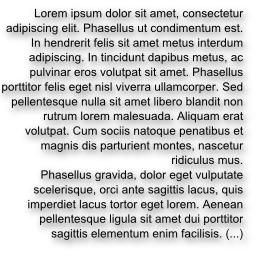 Lorem ipsum dolor sit amet, consectetur
adipiscing elit. Phasellus ut condimentum est.
In hendrerit felis sit amet metus interdum
adipiscing. In tincidunt dapibus metus, ac
pulvinar eros volutpat sit amet. Phasellus
porttitor felis eget nisl viverra ullamcorper. Sed
pellentesque nulla sit amet libero blandit non
rutrum lorem malesuada. Aliquam erat
volutpat. Cum sociis natoque penatibus et
magnis dis parturient montes, nascetur
ridiculus mus.
Phasellus gravida, dolor eget vulputate
scelerisque, orci ante sagittis lacus, quis
imperdiet lacus tortor eget lorem. Aenean
pellentesque ligula sit amet dui porttitor
sagittis elementum enim facilisis. (...)